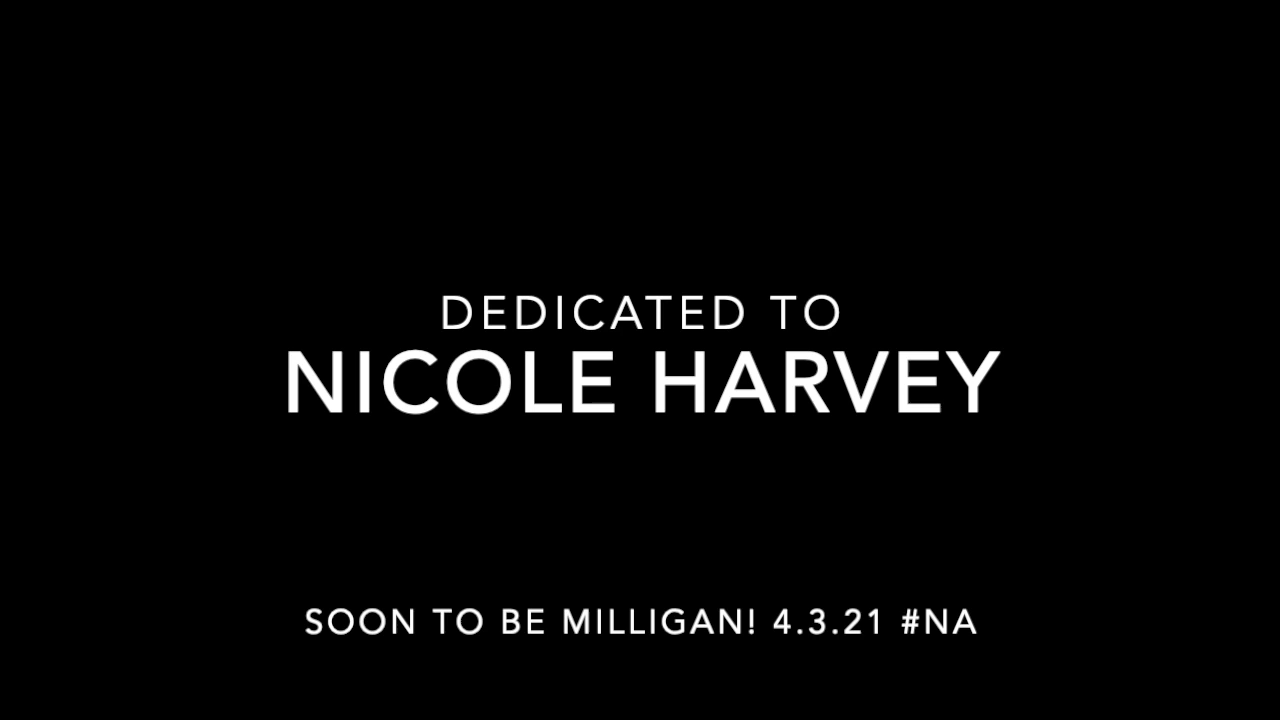 DEDICATED TO
NICOLE HARVEY
SOON TO BE MILLIGAN! 4.3.21 #NA